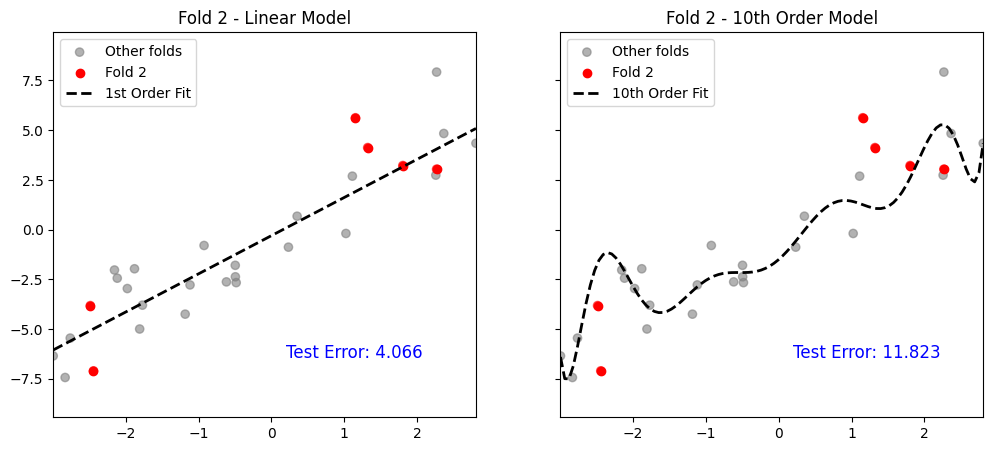 Fold 2 - Linear Model
Other folds
Fold 2
1st Order Fit
7.5
5.0
2.5
0.0
−2.5
−5.0
−7.5
Test Error: 4.066
−2
−1
0
1
2
Fold 2 - 10th Order Model
Other folds
Fold 2
10th Order Fit
Test Error: 11.823
−2
−1
0
1
2